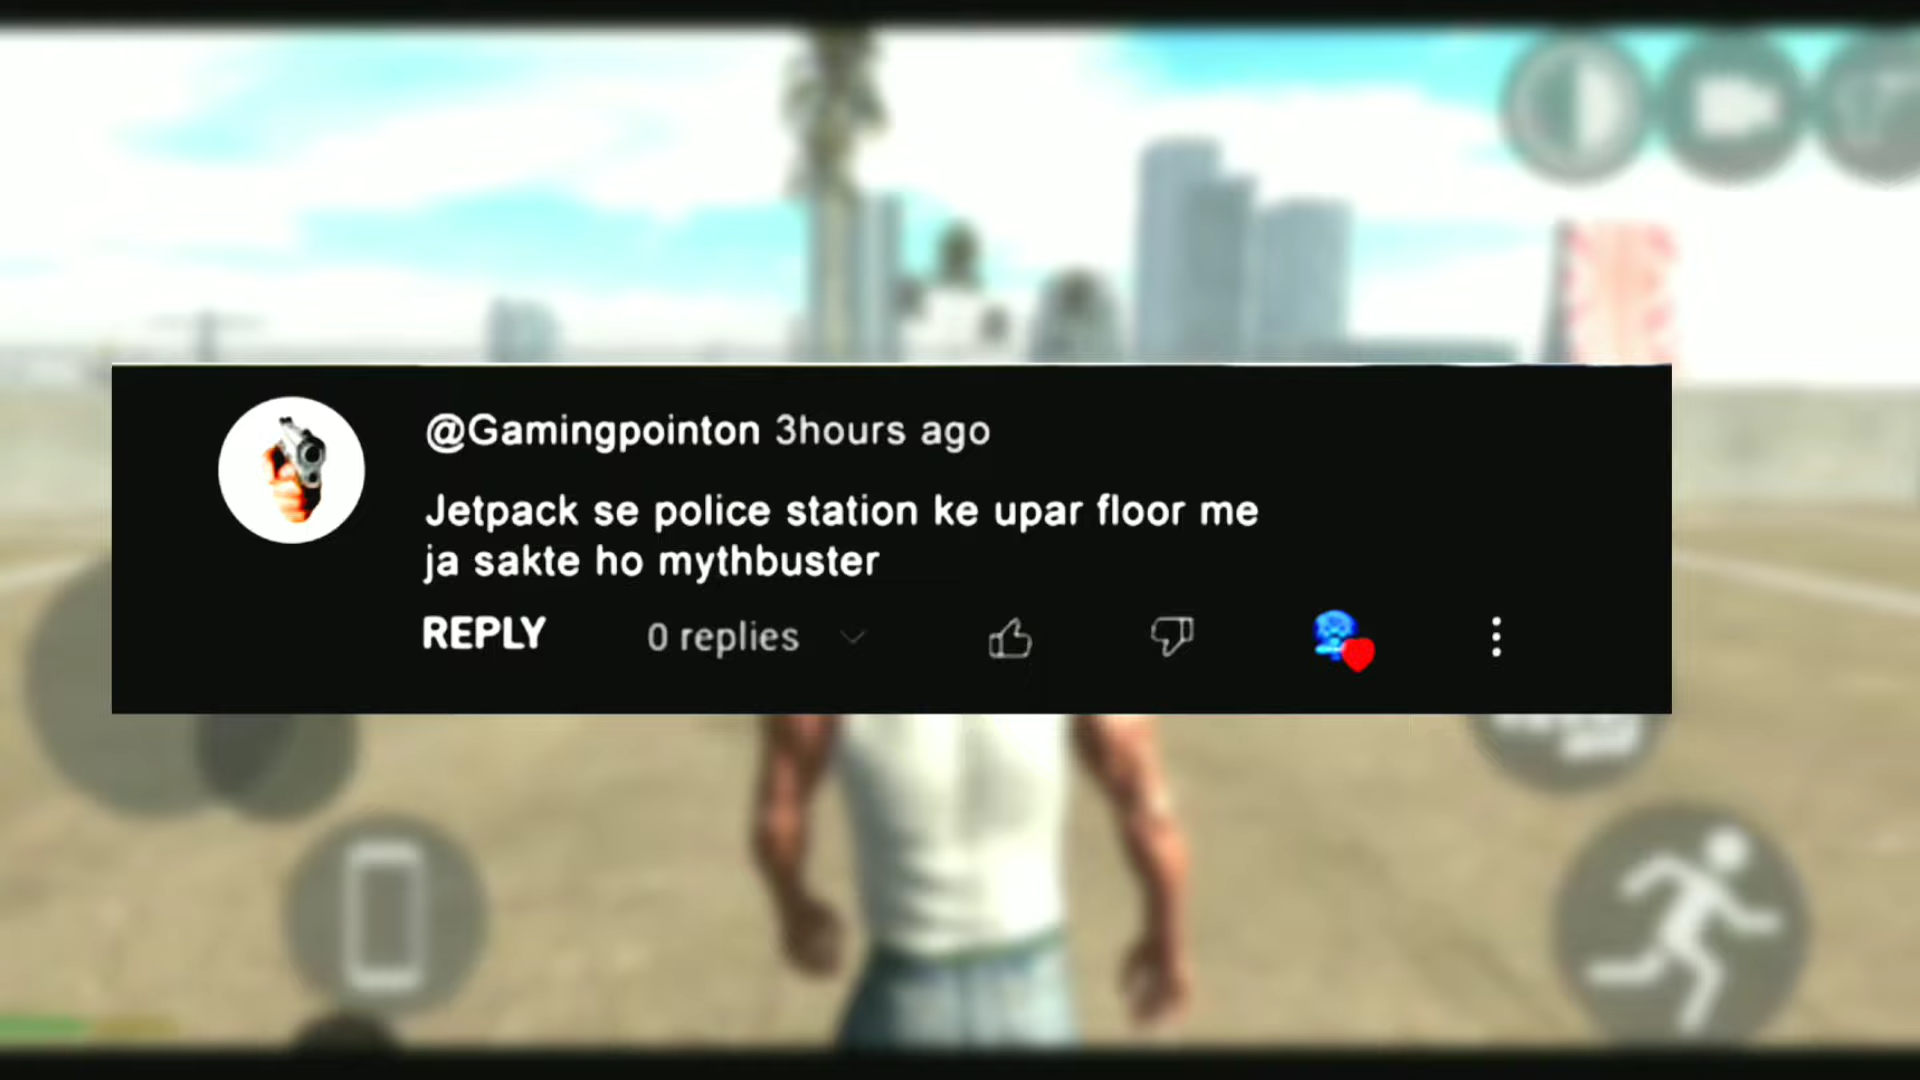 @Gamingpointon 3hours ago
Jetpack se police station ke upar floor me
ja sakte ho mythbuster
REPLY 0 replies